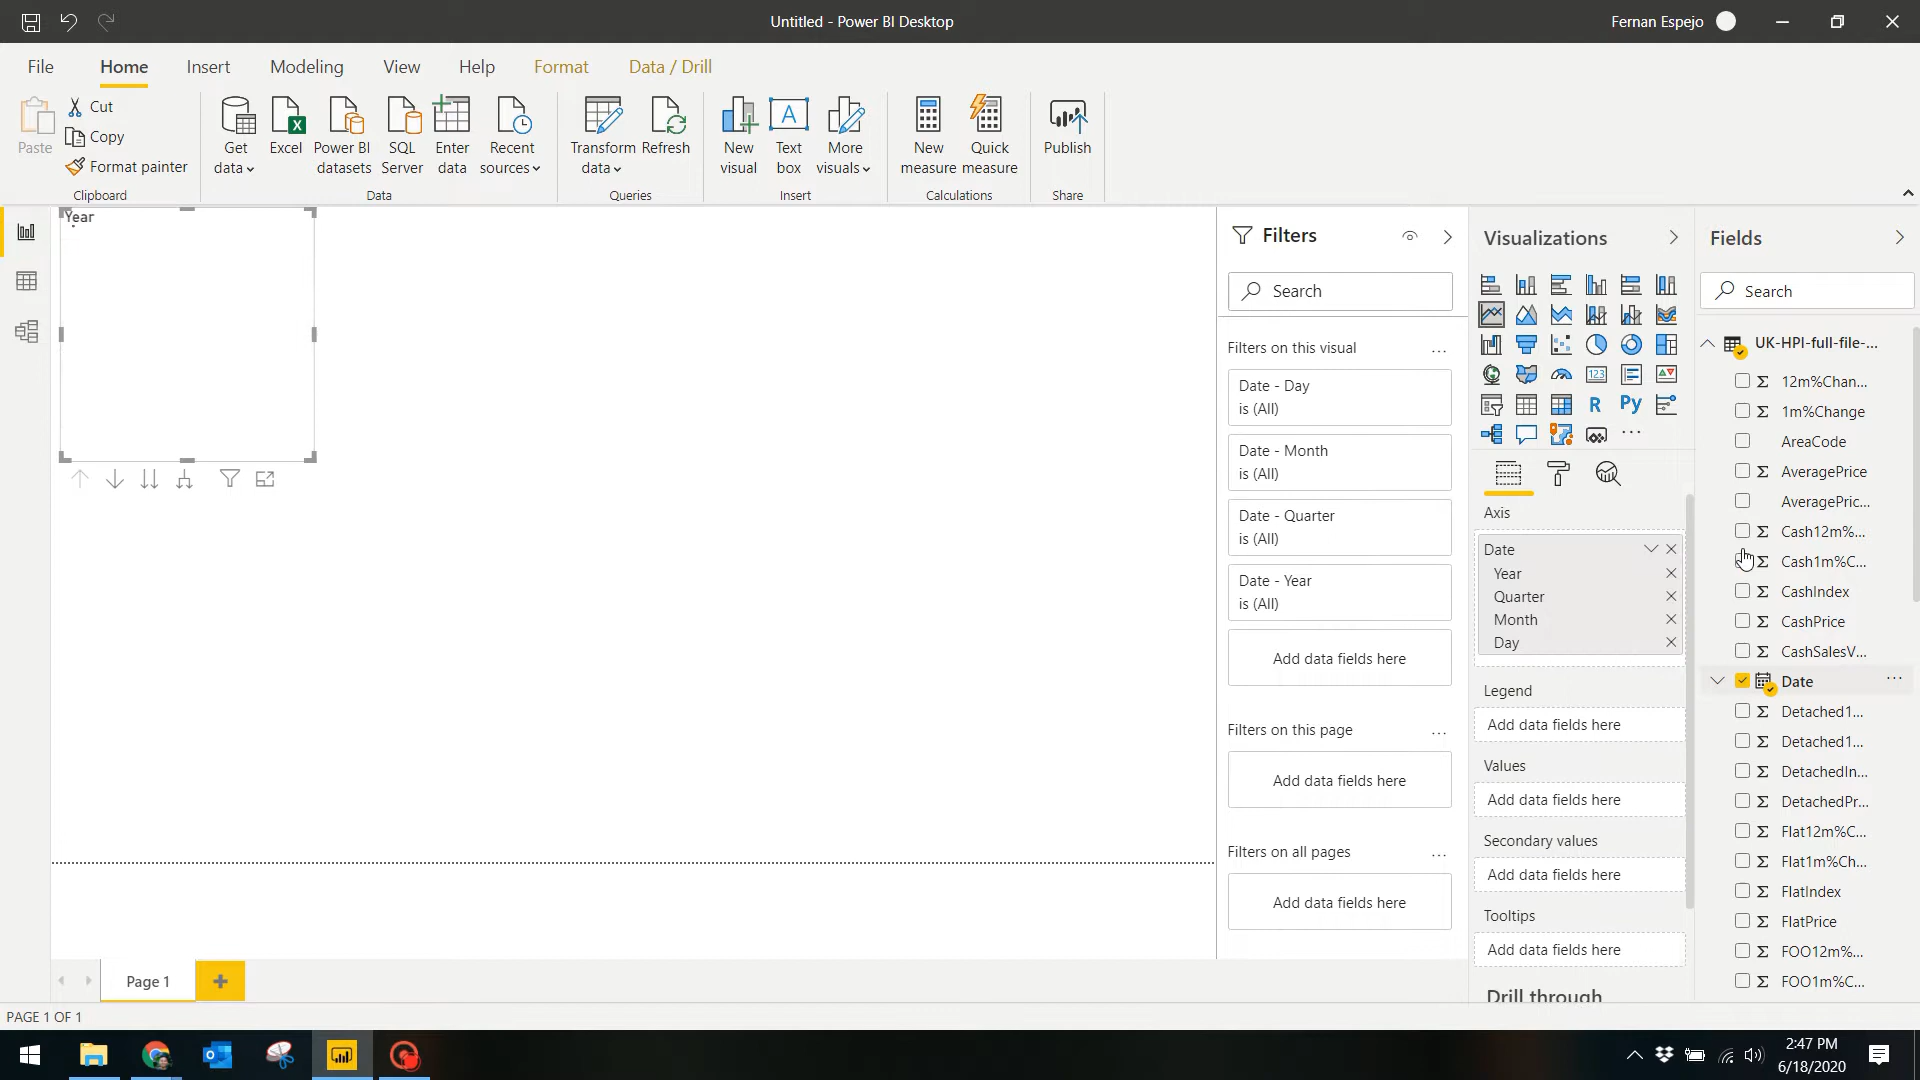 Untitled - Power BI Desktop
Fernan Espejo
File
Home
Insert
Modeling
View
Help
Format
Data / Drill
Paste
Cut
Copy
Format painter
Clipboard
Get
data
Excel
Power BI
datasets
SQL
Server
Enter
data
Recent
sources
Data
Transform
data
Refresh
Queries
New
visual
Text
box
More
visuals
Insert
New
measure
Quick
measure
Calculations
Publish
Share
Year
Filters
Search
Filters on this visual
...
Date - Day
is (All)
Date - Month
is (All)
Date - Quarter
is (All)
Date - Year
is (All)
Add data fields here
Filters on this page
...
Add data fields here
Filters on all pages
...
Add data fields here
Visualizations
123
R
Py
...
Axis
Date
Year
Quarter
Month
Day
Legend
Add data fields here
Values
Add data fields here
Secondary values
Add data fields here
Tooltips
Add data fields here
Drill through
Fields
Search
UK-HPI-full-file-...
Σ 12m%Chan...
Σ 1m%Change
AreaCode
Σ AveragePrice
AveragePric...
Σ Cash12m%...
Σ Cash1m%C...
Σ CashIndex
Σ CashPrice
Σ CashSalesV...
Date
...
Σ Detached1...
Σ Detached1...
Σ DetachedIn...
Σ DetachedPr...
Σ Flat12m%C...
Σ Flat1m%Ch...
Σ FlatIndex
Σ FlatPrice
Σ FOO12m%...
Σ FOO1m%C...
Page 1
PAGE 1 OF 1
2:47 PM
6/18/2020